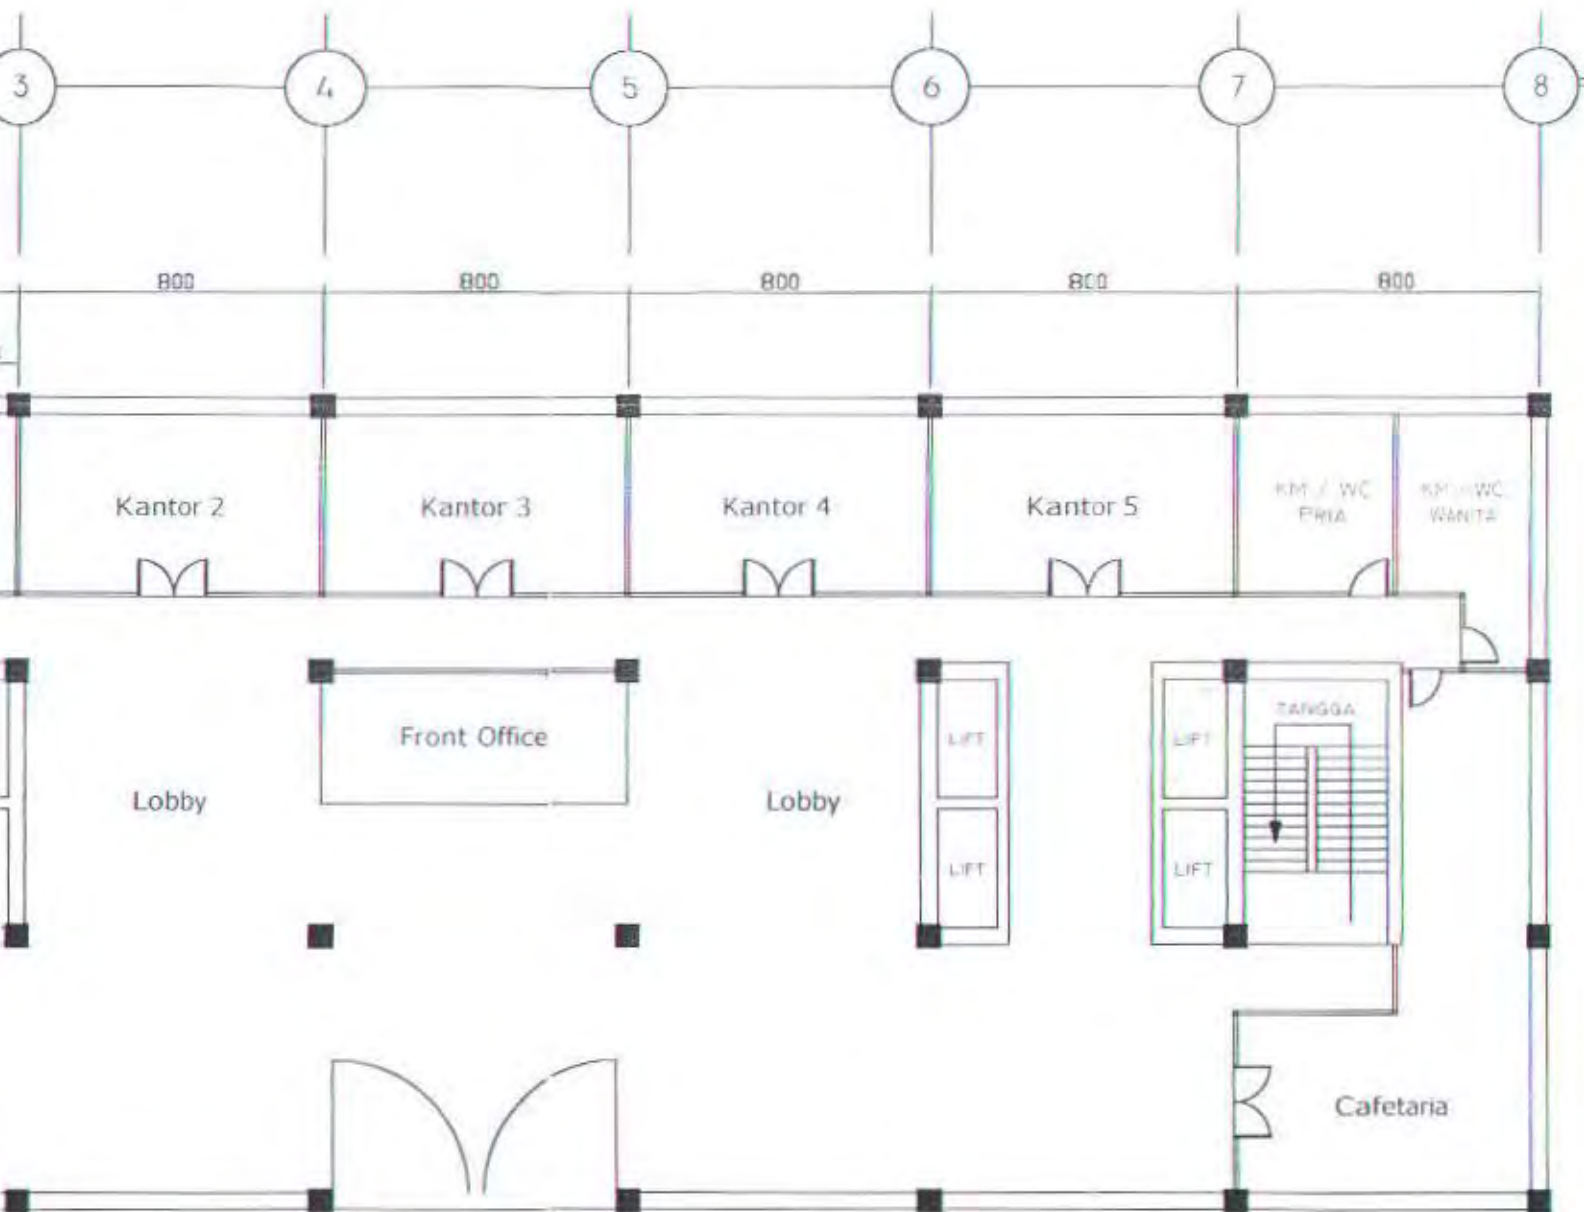 3 4 5 6 7 8
800 800 800 800 800
Kantor 2 Kantor 3 Kantor 4 Kantor 5
KM / WC
PRIA
KM / WC
WANITA
TANGGA
Front Office
LIFT LIFT
Lobby Lobby
LIFT LIFT
Cafetaria